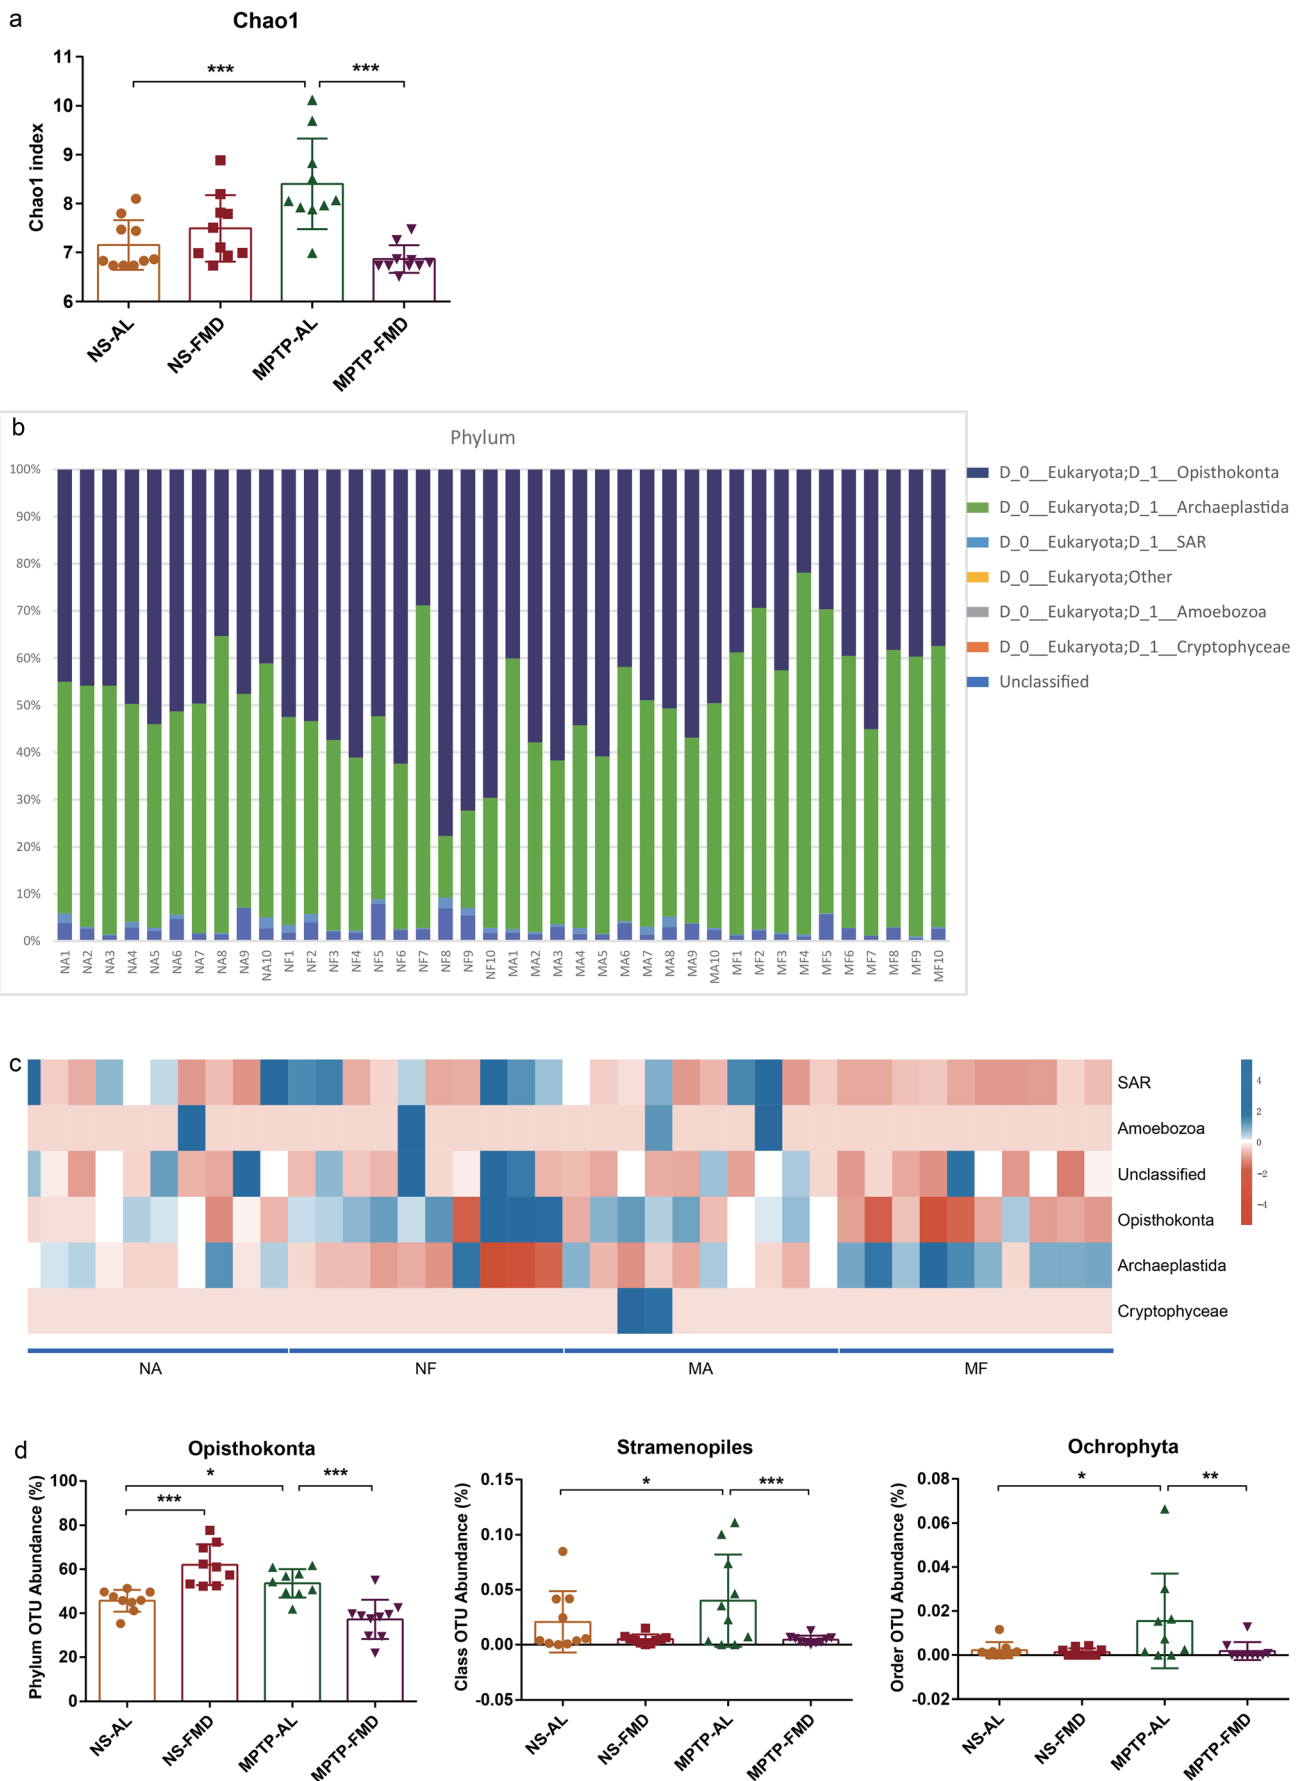 a
Chao1
***
***
Chao1 index
11
10
9
8
7
6
NS-AL
NS-FMD
MPTP-AL
MPTP-FMD
b
Phylum
100%
90%
80%
70%
60%
50%
40%
30%
20%
10%
0%
NA1 NA2 NA3 NA4 NA5 NA6 NA7 NA8 NA9 NA10 NF1 NF2 NF3 NF4 NF5 NF6 NF7 NF8 NF9 NF10 MA1 MA2 MA3 MA4 MA5 MA6 MA7 MA8 MA9 MA10 MF1 MF2 MF3 MF4 MF5 MF6 MF7 MF8 MF9 MF10
D_0__Eukaryota;D_1__Opisthokonta
D_0__Eukaryota;D_1__Archaeplastida
D_0__Eukaryota;D_1__SAR
D_0__Eukaryota;Other
D_0__Eukaryota;D_1__Amoebozoa
D_0__Eukaryota;D_1__Cryptophyceae
Unclassified
c
SAR
Amoebozoa
Unclassified
Opisthokonta
Archaeplastida
Cryptophyceae
4
2
0
−2
−4
NA
NF
MA
MF
d
Opisthokonta
*
***
***
Phylum OTU Abundance (%)
100
80
60
40
20
0
NS-AL
NS-FMD
MPTP-AL
MPTP-FMD
Stramenopiles
*
***
Class OTU Abundance (%)
0.15
0.10
0.05
0.00
-0.05
NS-AL
NS-FMD
MPTP-AL
MPTP-FMD
Ochrophyta
*
**
Order OTU Abundance (%)
0.08
0.06
0.04
0.02
0.00
-0.02
NS-AL
NS-FMD
MPTP-AL
MPTP-FMD